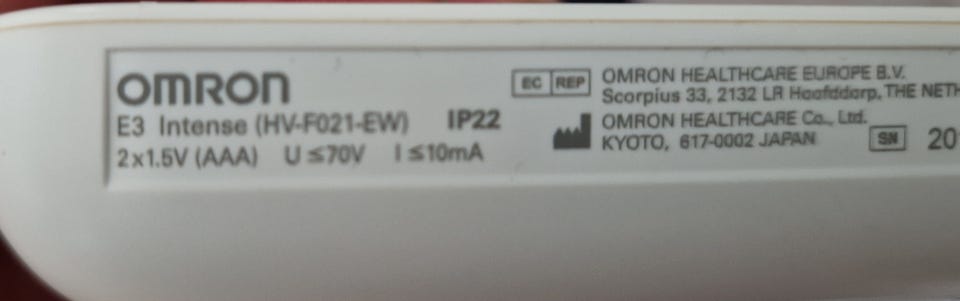 OMRON
E3 Intense (HV-F021-EW) IP22
2x1.5V (AAA) U ≤70V I ≤10mA
EC REP OMRON HEALTHCARE EUROPE B.V.
Scorpius 33, 2132 LR Hoofddorp, THE NETH
OMRON HEALTHCARE Co., Ltd.
KYOTO, 617-0002 JAPAN SN 20